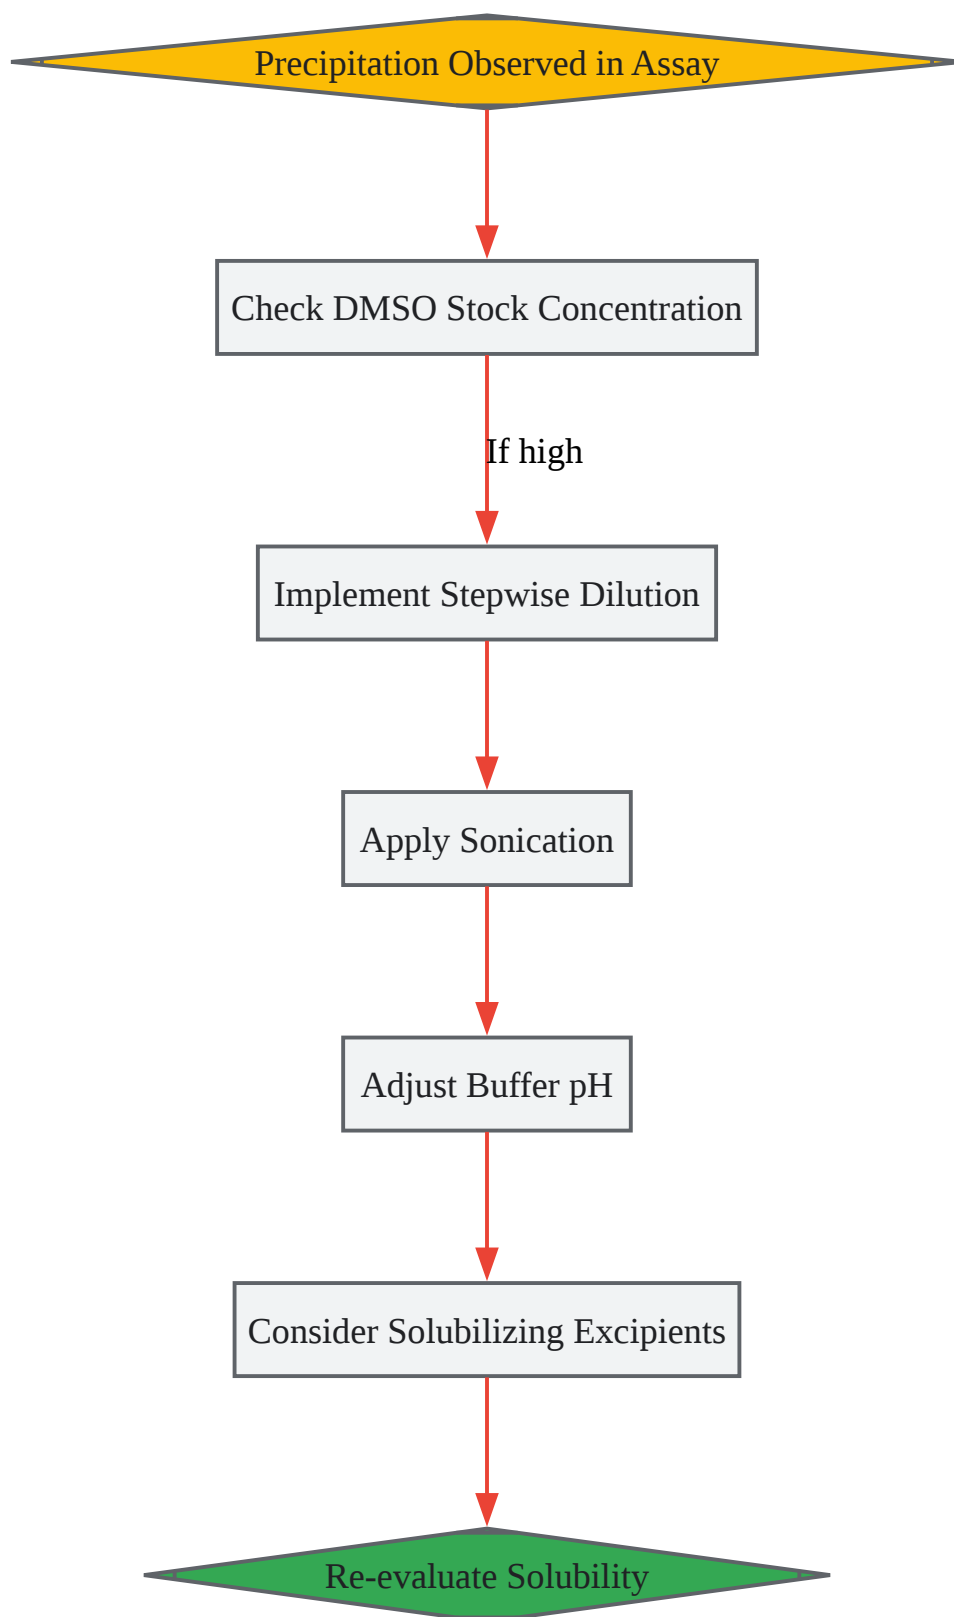 Precipitation Observed in Assay
Check DMSO Stock Concentration
If high
Implement Stepwise Dilution
Apply Sonication
Adjust Buffer pH
Consider Solubilizing Excipients
Re-evaluate Solubility